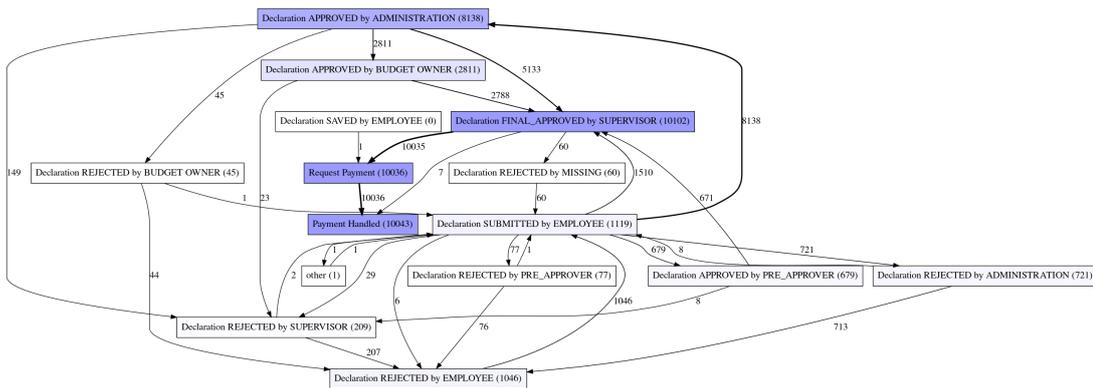 Declaration APPROVED by ADMINISTRATION (8138)
2811
Declaration APPROVED by BUDGET OWNER (2811)
5133
45
2788
Declaration SAVED by EMPLOYEE (0)
Declaration FINAL_APPROVED by SUPERVISOR (10102)
8138
1
10035
60
149
Declaration REJECTED by BUDGET OWNER (45)
Request Payment (10036)
7
Declaration REJECTED by MISSING (60)
1510
1
23
10036
60
671
Payment Handled (10043)
Declaration SUBMITTED by EMPLOYEE (1119)
1
1
77
1
679
8
721
44
2
other (1)
29
Declaration REJECTED by PRE_APPROVER (77)
Declaration APPROVED by PRE_APPROVER (679)
Declaration REJECTED by ADMINISTRATION (721)
6
1046
8
Declaration REJECTED by SUPERVISOR (209)
76
713
207
Declaration REJECTED by EMPLOYEE (1046)